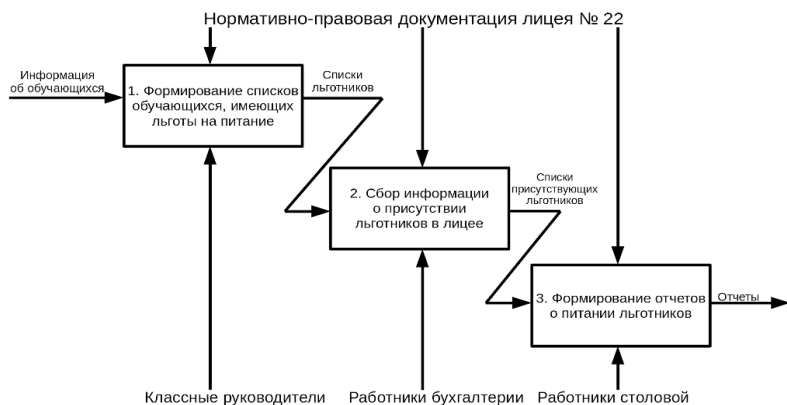 Нормативно-правовая документация лицея № 22
Информация
об обучающихся
1. Формирование списков
обучающихся, имеющих
льготы на питание
Списки
льготников
2. Сбор информации
о присутствии
льготников в лицее
Списки
присутствующих
льготников
3. Формирование отчетов
о питании льготников
Отчеты
Классные руководители
Работники бухгалтерии
Работники столовой